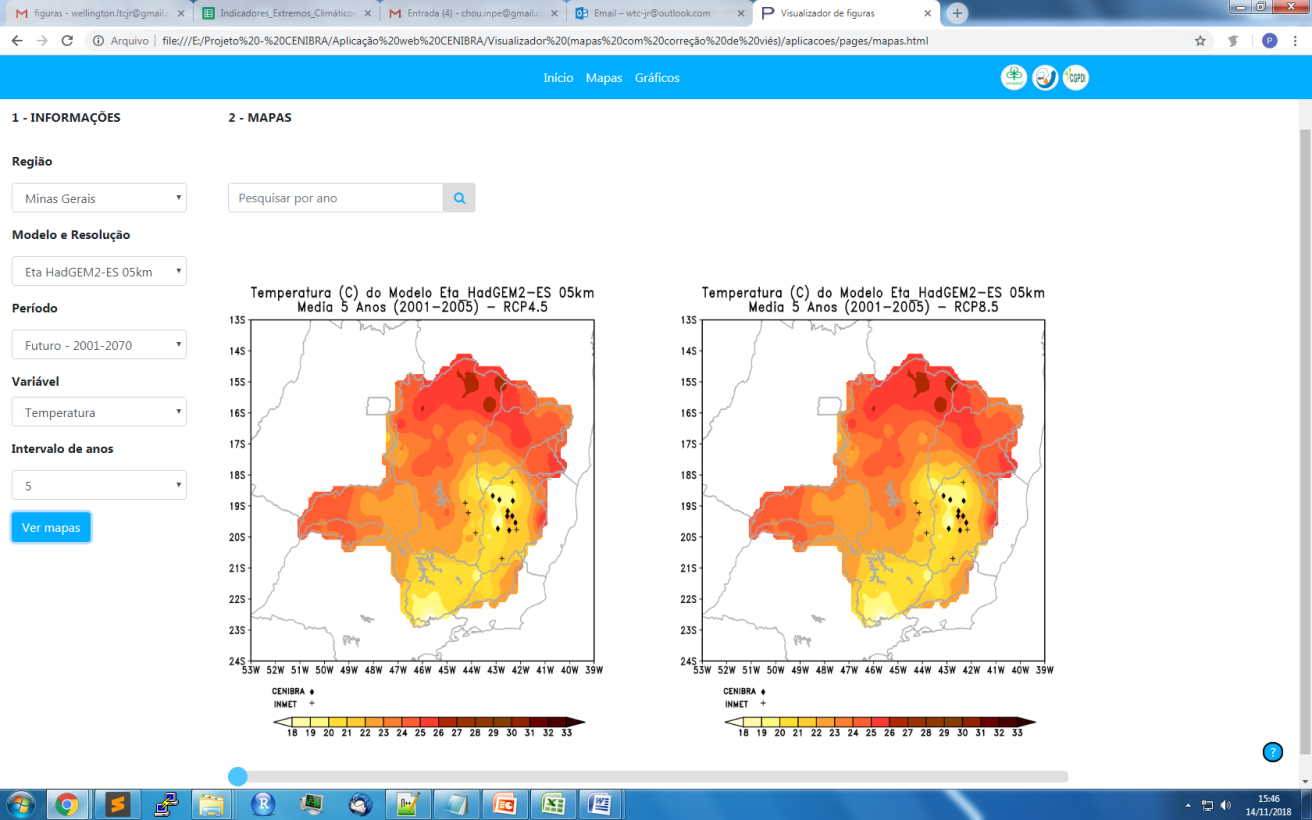 figuras - wellington.ltcjr@gmail.c
Indicadores_Extremos_Climáticos
Entrada (4) - chou.inpe@gmail.co
Email – wtc-jr@outlook.com
Visualizador de figuras
Arquivo | file:///E:/Projeto%20-%20CENIBRA/Aplicação%20web%20CENIBRA/Visualizador%20(mapas%20com%20correção%20de%20viés)/aplicacoes/pages/mapas.html
P
Início Mapas Gráficos
CGPDI
1 - INFORMAÇÕES
2 - MAPAS
Região
Minas Gerais
Pesquisar por ano
Modelo e Resolução
Eta HadGEM2-ES 05km
Período
Futuro - 2001-2070
Variável
Temperatura
Intervalo de anos
5
Ver mapas
Temperatura (C) do Modelo Eta_HadGEM2-ES 05km
Media 5 Anos (2001-2005) - RCP4.5
13S
14S
15S
16S
17S
18S
19S
20S
21S
22S
23S
24S
53W 52W 51W 50W 49W 48W 47W 46W 45W 44W 43W 42W 41W 40W 39W
CENIBRA
INMET
18 19 20 21 22 23 24 25 26 27 28 29 30 31 32 33
Temperatura (C) do Modelo Eta_HadGEM2-ES 05km
Media 5 Anos (2001-2005) - RCP8.5
13S
14S
15S
16S
17S
18S
19S
20S
21S
22S
23S
24S
53W 52W 51W 50W 49W 48W 47W 46W 45W 44W 43W 42W 41W 40W 39W
CENIBRA
INMET
18 19 20 21 22 23 24 25 26 27 28 29 30 31 32 33
?
15:46
14/11/2018